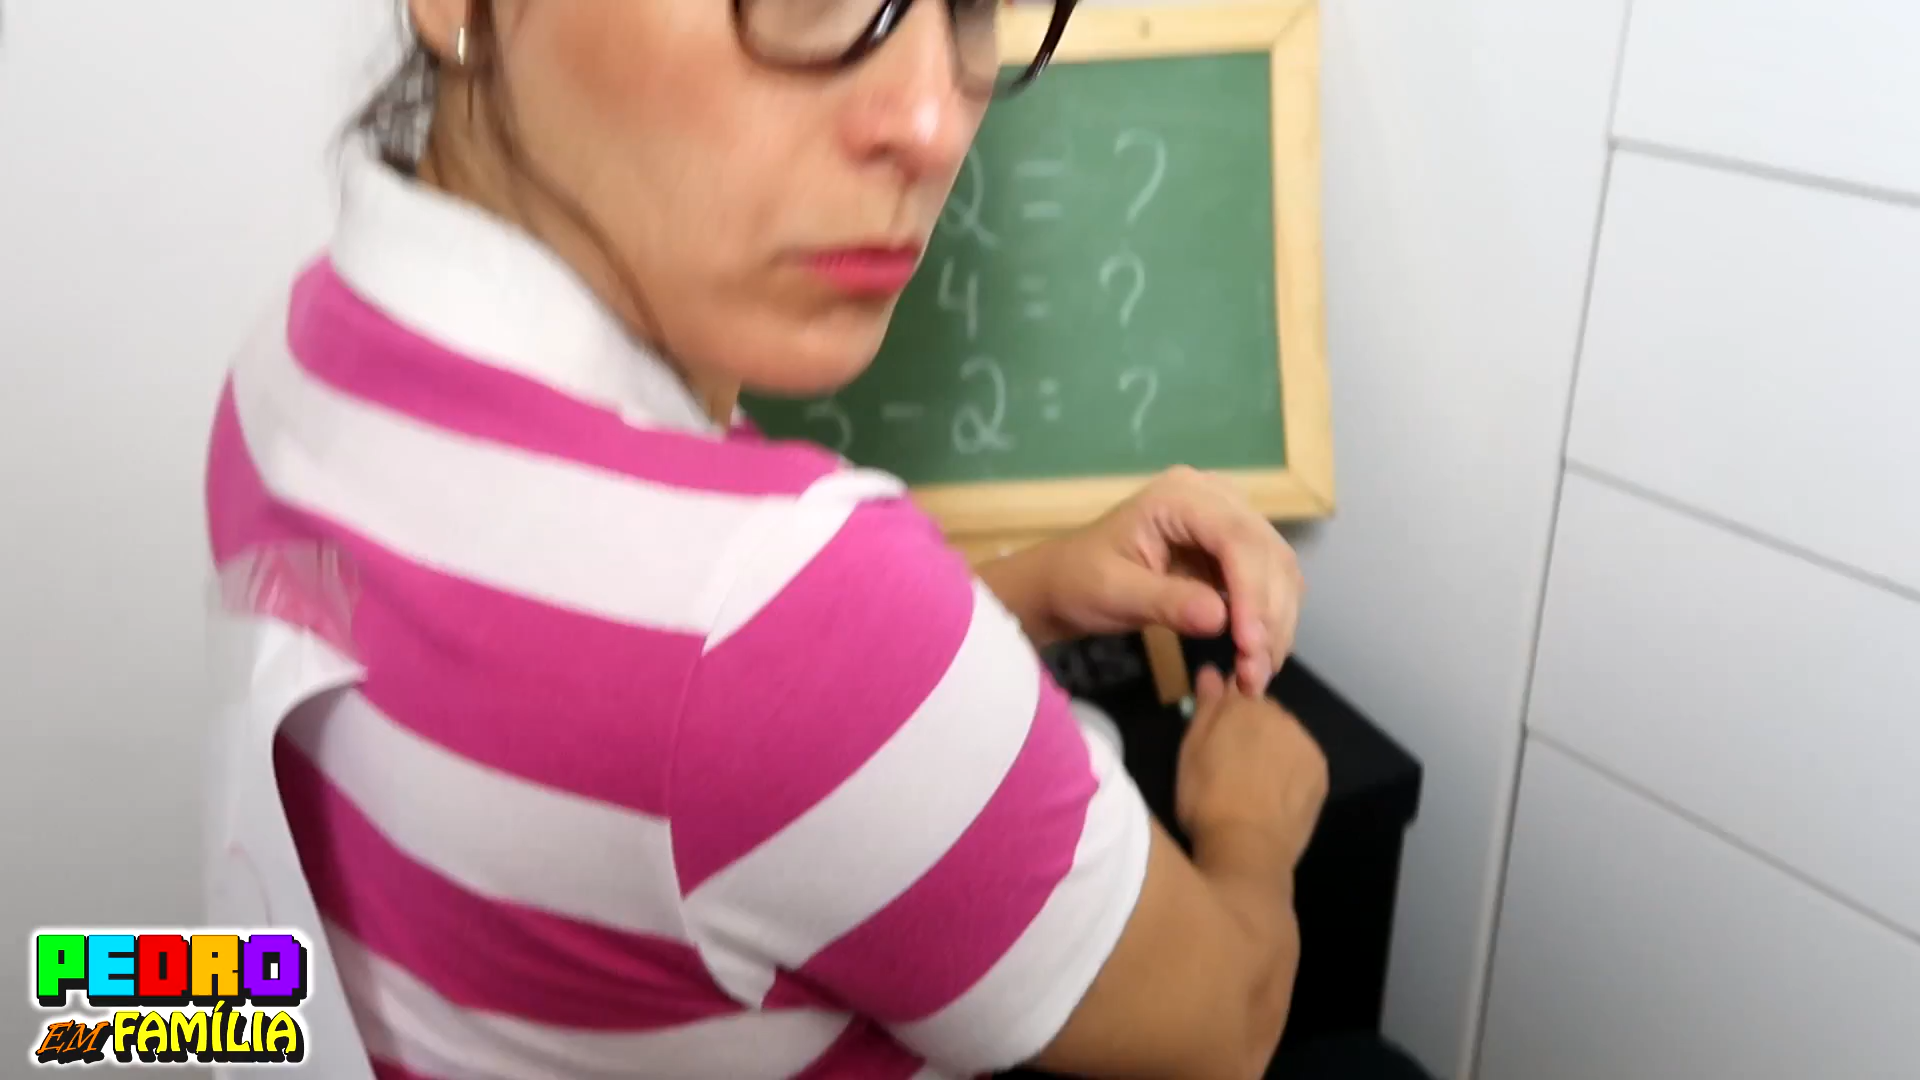 2 = ?
4 = ?
- 2 = ?
PEDRO
EM FAMÍLIA